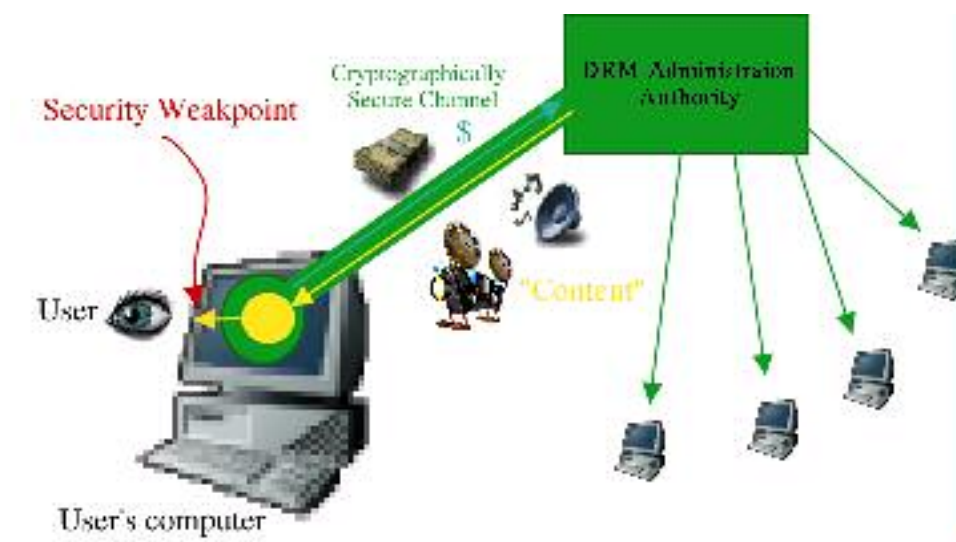 Cryptographically
Secure Channel
$
DRM Administraion
Authority
Security Weakpoint
"Content"
User
User's computer